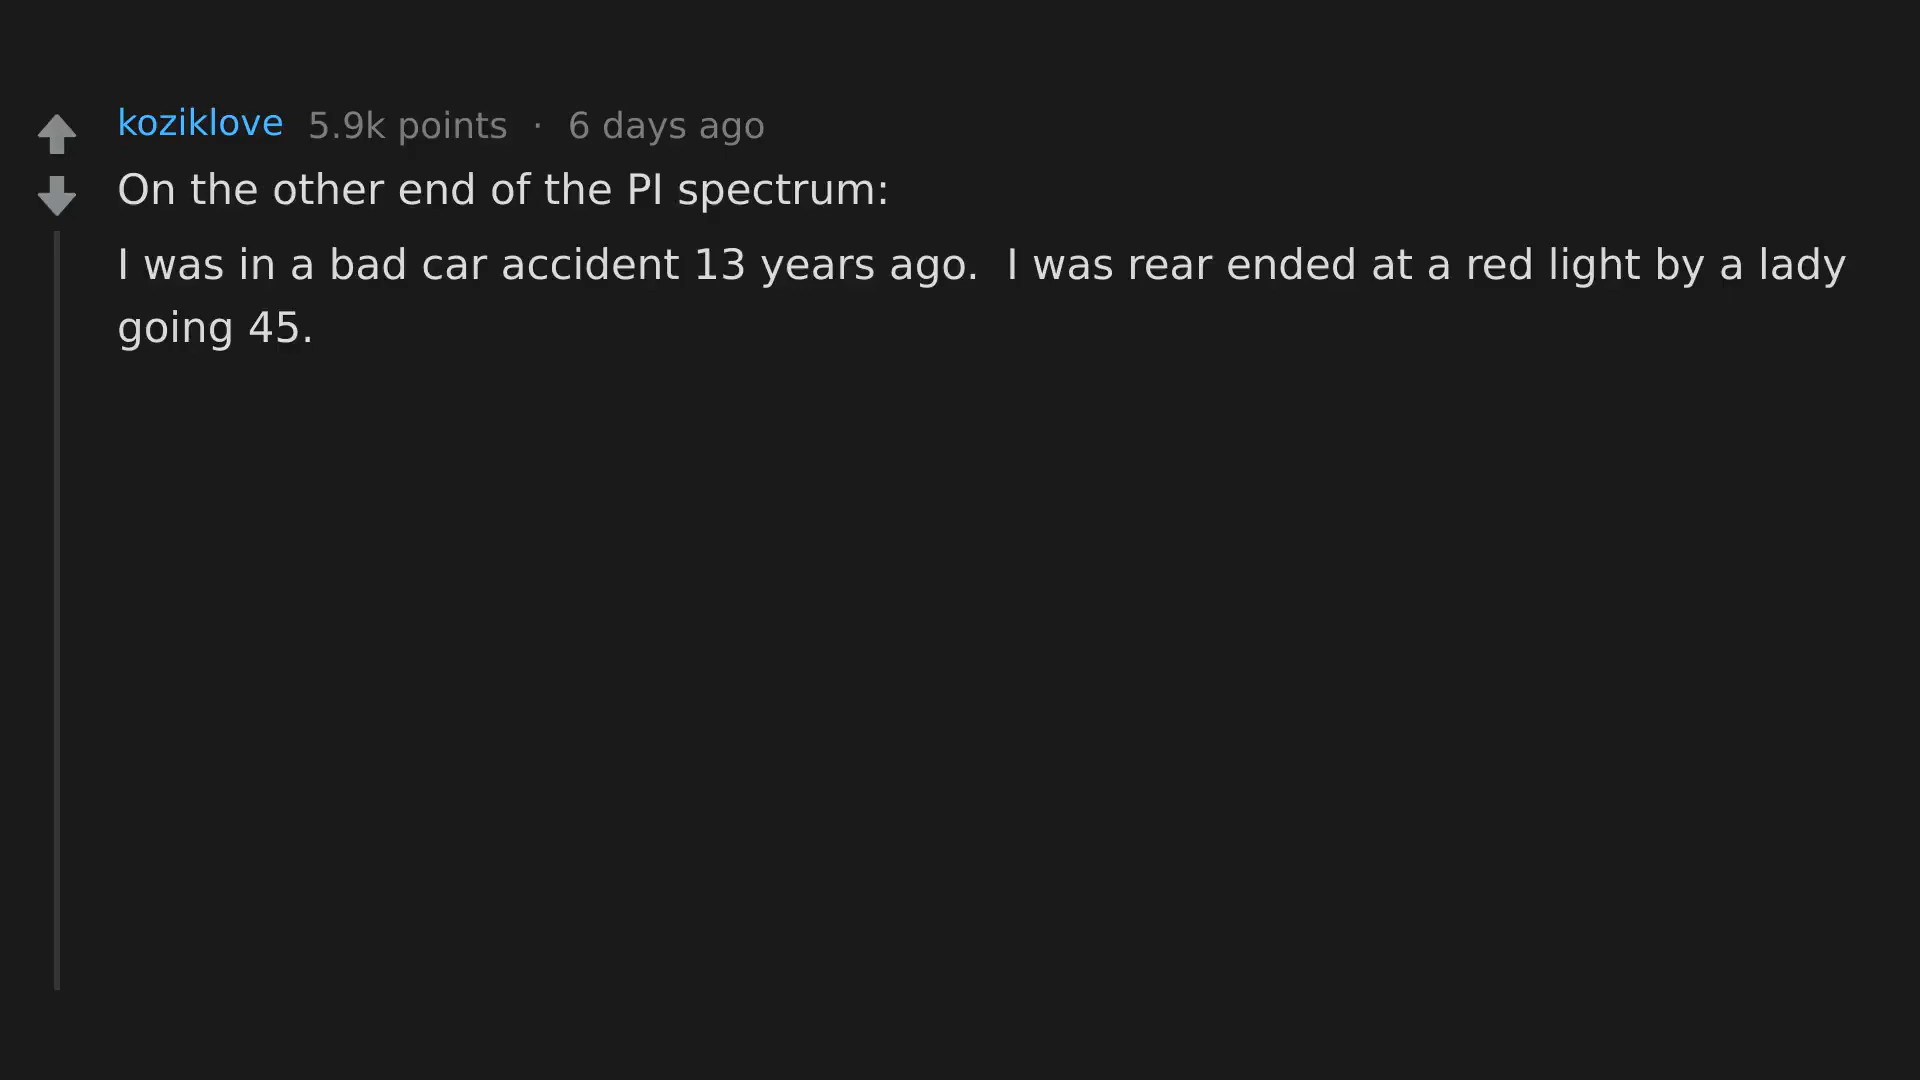 koziklove 5.9k points · 6 days ago
On the other end of the PI spectrum:
I was in a bad car accident 13 years ago.  I was rear ended at a red light by a lady
going 45.